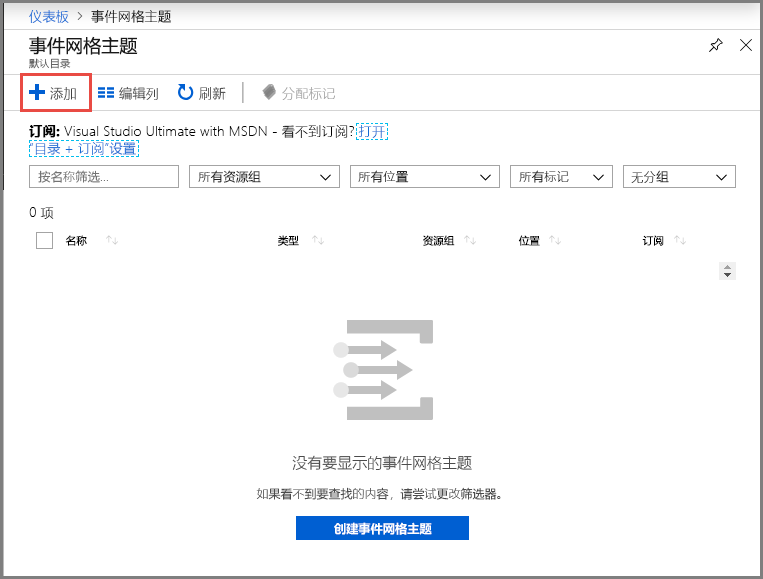 仪表板 > 事件网格主题
事件网格主题
默认目录
添加 编辑列 刷新 分配标记
订阅: Visual Studio Ultimate with MSDN - 看不到订阅?打开
"目录 + 订阅"设置
按名称筛选... 所有资源组 所有位置 所有标记 无分组
0 项
名称 类型 资源组 位置 订阅
没有要显示的事件网格主题
如果看不到要查找的内容，请尝试更改筛选器。
创建事件网格主题